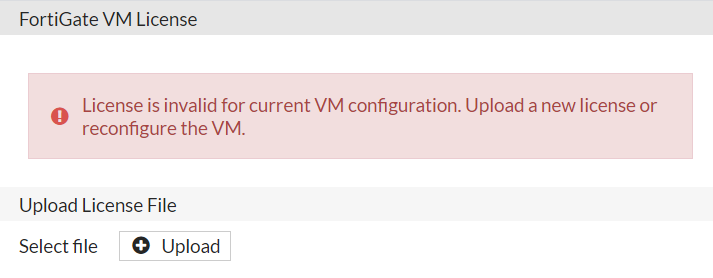 FortiGate VM License
License is invalid for current VM configuration. Upload a new license or
reconfigure the VM.
Upload License File
Select file Upload